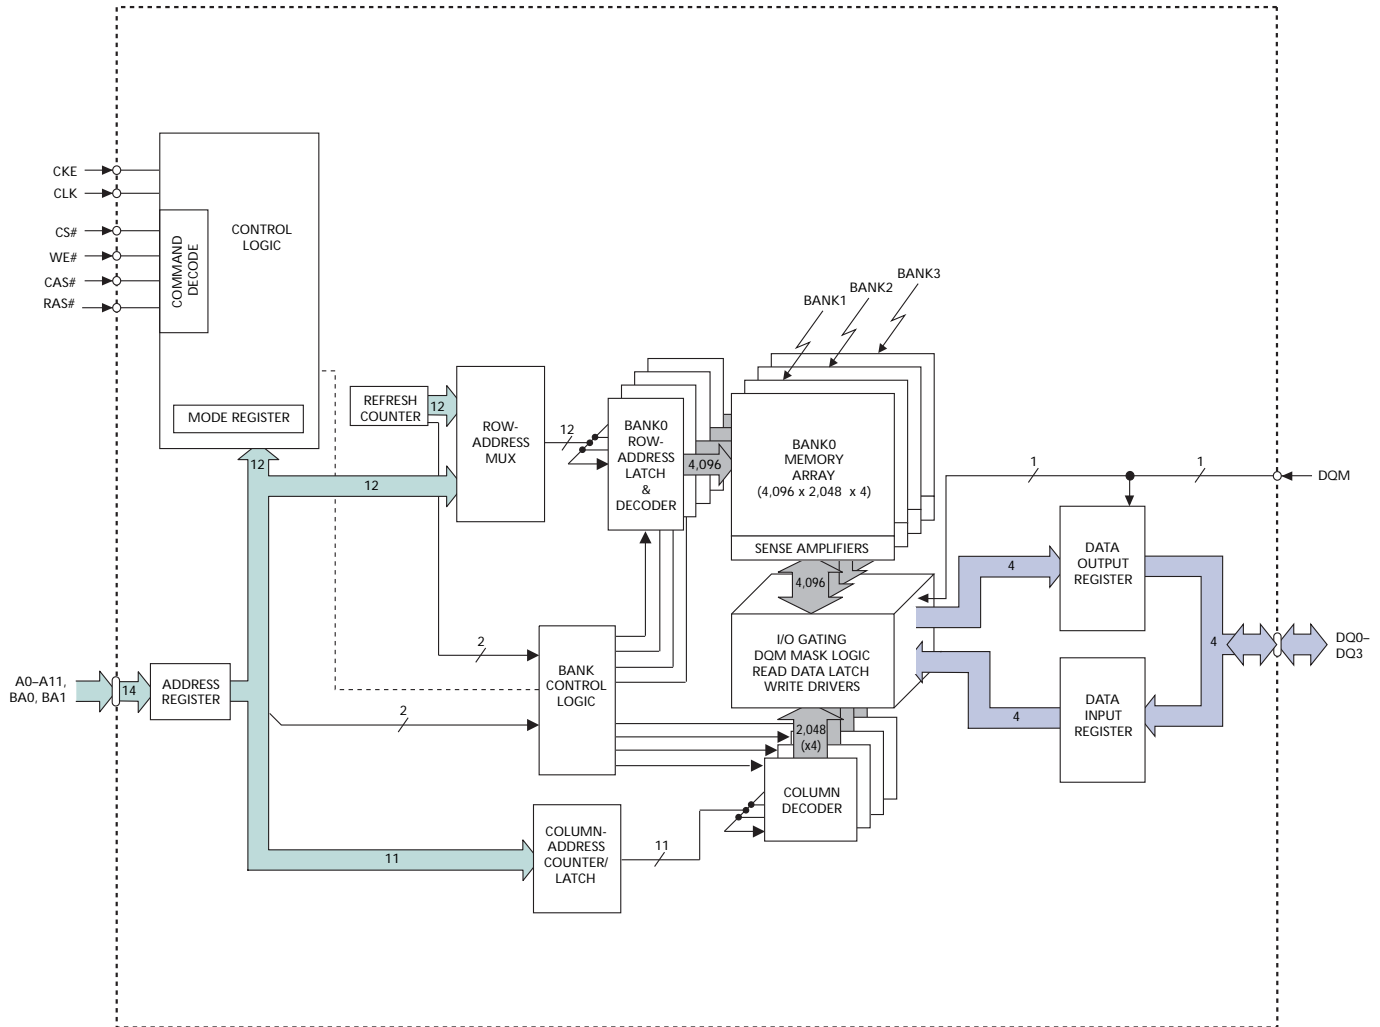 CKE
CLK
CS#
WE#
CAS#
RAS#
COMMAND
DECODE
CONTROL
LOGIC
MODE REGISTER
12
12
REFRESH
COUNTER
12
ROW-
ADDRESS
MUX
12
BANK0
ROW-
ADDRESS
LATCH
&
DECODER
4,096
BANK1
BANK2
BANK3
BANK0
MEMORY
ARRAY
(4,096 x 2,048 x 4)
SENSE AMPLIFIERS
4,096
I/O GATING
DQM MASK LOGIC
READ DATA LATCH
WRITE DRIVERS
2,048
(x4)
COLUMN
DECODER
1
1
DQM
DATA
OUTPUT
REGISTER
4
4
DQ0–
DQ3
DATA
INPUT
REGISTER
4
A0–A11,
BA0, BA1
14
ADDRESS
REGISTER
2
2
BANK
CONTROL
LOGIC
11
COLUMN-
ADDRESS
COUNTER/
LATCH
11